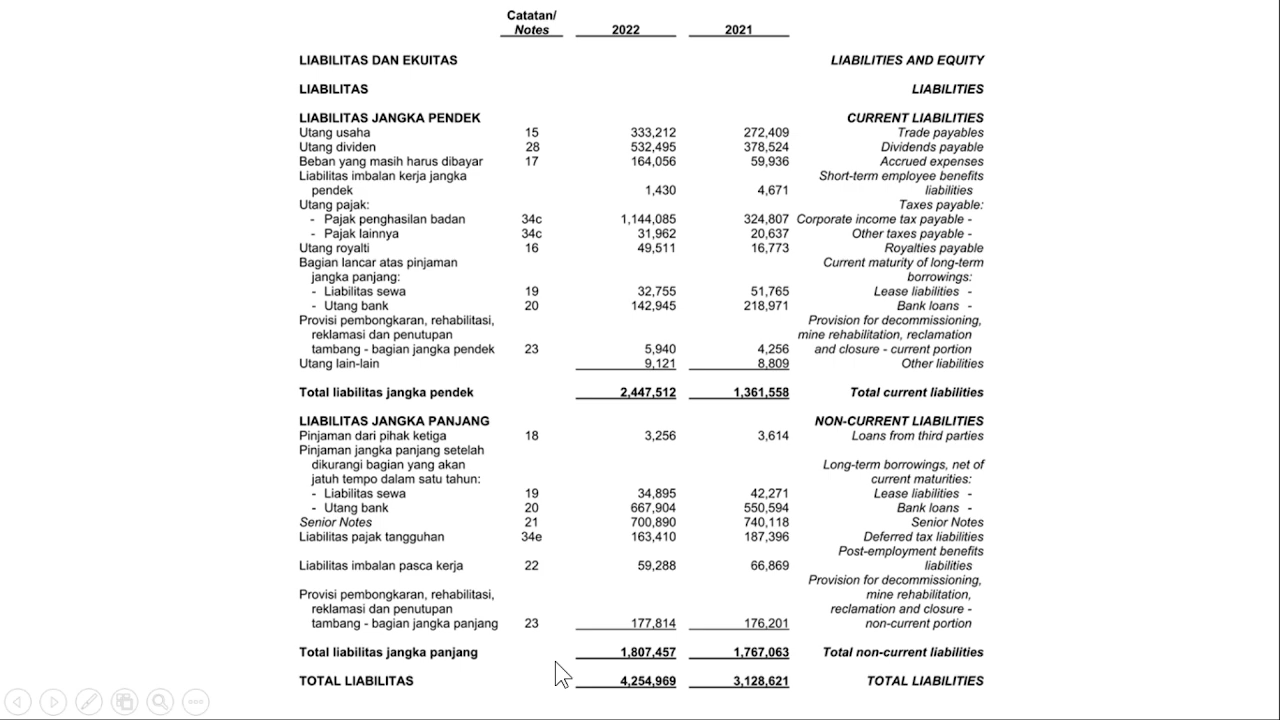 Catatan/
Notes 2022 2021
LIABILITAS DAN EKUITAS LIABILITIES AND EQUITY
LIABILITAS LIABILITIES
LIABILITAS JANGKA PENDEK CURRENT LIABILITIES
Utang usaha 15 333,212 272,409 Trade payables
Utang dividen 28 532,495 378,524 Dividends payable
Beban yang masih harus dibayar 17 164,056 59,936 Accrued expenses
Liabilitas imbalan kerja jangka Short-term employee benefits
pendek 1,430 4,671 liabilities
Utang pajak: Taxes payable:
- Pajak penghasilan badan 34c 1,144,085 324,807 Corporate income tax payable -
- Pajak lainnya 34c 31,962 20,637 Other taxes payable -
Utang royalti 16 49,511 16,773 Royalties payable
Bagian lancar atas pinjaman Current maturity of long-term
jangka panjang: borrowings:
- Liabilitas sewa 19 32,755 51,765 Lease liabilities -
- Utang bank 20 142,945 218,971 Bank loans -
Provisi pembongkaran, rehabilitasi, Provision for decommissioning,
reklamasi dan penutupan mine rehabilitation, reclamation
tambang - bagian jangka pendek 23 5,940 4,256 and closure - current portion
Utang lain-lain 9,121 8,809 Other liabilities
Total liabilitas jangka pendek 2,447,512 1,361,558 Total current liabilities
LIABILITAS JANGKA PANJANG NON-CURRENT LIABILITIES
Pinjaman dari pihak ketiga 18 3,256 3,614 Loans from third parties
Pinjaman jangka panjang setelah
dikurangi bagian yang akan Long-term borrowings, net of
jatuh tempo dalam satu tahun: current maturities:
- Liabilitas sewa 19 34,895 42,271 Lease liabilities -
- Utang bank 20 667,904 550,594 Bank loans -
Senior Notes 21 700,890 740,118 Senior Notes
Liabilitas pajak tangguhan 34e 163,410 187,396 Deferred tax liabilities
Post-employment benefits
Liabilitas imbalan pasca kerja 22 59,288 66,869 liabilities
Provision for decommissioning,
Provisi pembongkaran, rehabilitasi, mine rehabilitation,
reklamasi dan penutupan reclamation and closure -
tambang - bagian jangka panjang 23 177,814 176,201 non-current portion
Total liabilitas jangka panjang 1,807,457 1,767,063 Total non-current liabilities
TOTAL LIABILITAS 4,254,969 3,128,621 TOTAL LIABILITIES